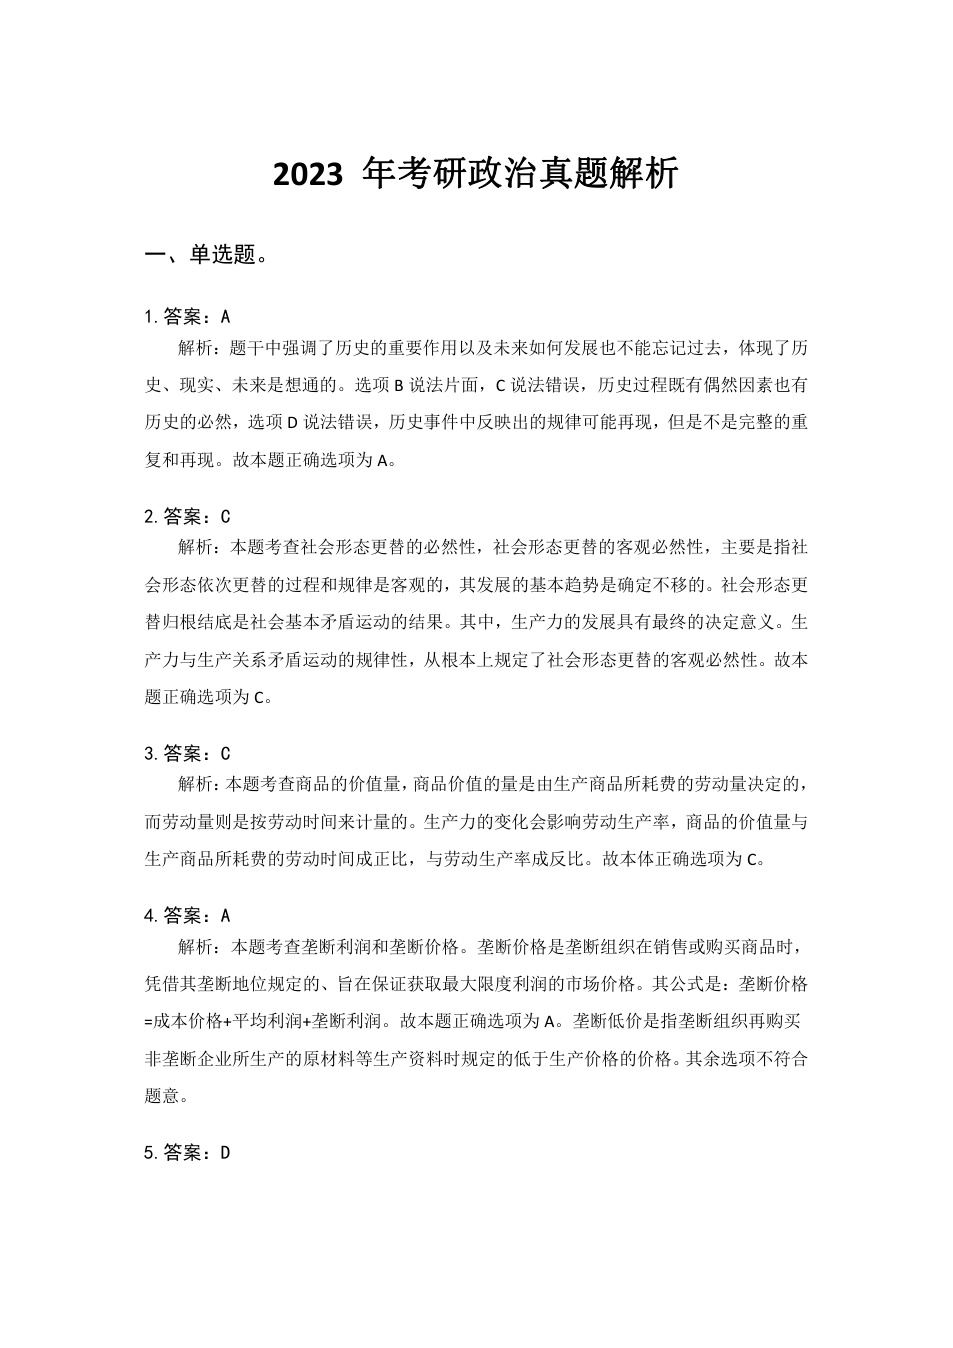 2023 年考研政治真题解析
一、单选题。
1.答案：A
解析：题干中强调了历史的重要作用以及未来如何发展也不能忘记过去，体现了历
史、现实、未来是想通的。选项 B 说法片面，C 说法错误，历史过程既有偶然因素也有
历史的必然，选项 D 说法错误，历史事件中反映出的规律可能再现，但是不是完整的重
复和再现。故本题正确选项为 A。
2.答案：C
解析：本题考查社会形态更替的必然性，社会形态更替的客观必然性，主要是指社
会形态依次更替的过程和规律是客观的，其发展的基本趋势是确定不移的。社会形态更
替归根结底是社会基本矛盾运动的结果。其中，生产力的发展具有最终的决定意义。生
产力与生产关系矛盾运动的规律性，从根本上规定了社会形态更替的客观必然性。故本
题正确选项为 C。
3.答案：C
解析：本题考查商品的价值量，商品价值的量是由生产商品所耗费的劳动量决定的，
而劳动量则是按劳动时间来计量的。生产力的变化会影响劳动生产率，商品的价值量与
生产商品所耗费的劳动时间成正比，与劳动生产率成反比。故本体正确选项为 C。
4.答案：A
解析：本题考查垄断利润和垄断价格。垄断价格是垄断组织在销售或购买商品时，
凭借其垄断地位规定的、旨在保证获取最大限度利润的市场价格。其公式是：垄断价格
=成本价格+平均利润+垄断利润。故本题正确选项为 A。垄断低价是指垄断组织再购买
非垄断企业所生产的原材料等生产资料时规定的低于生产价格的价格。其余选项不符合
题意。
5.答案：D